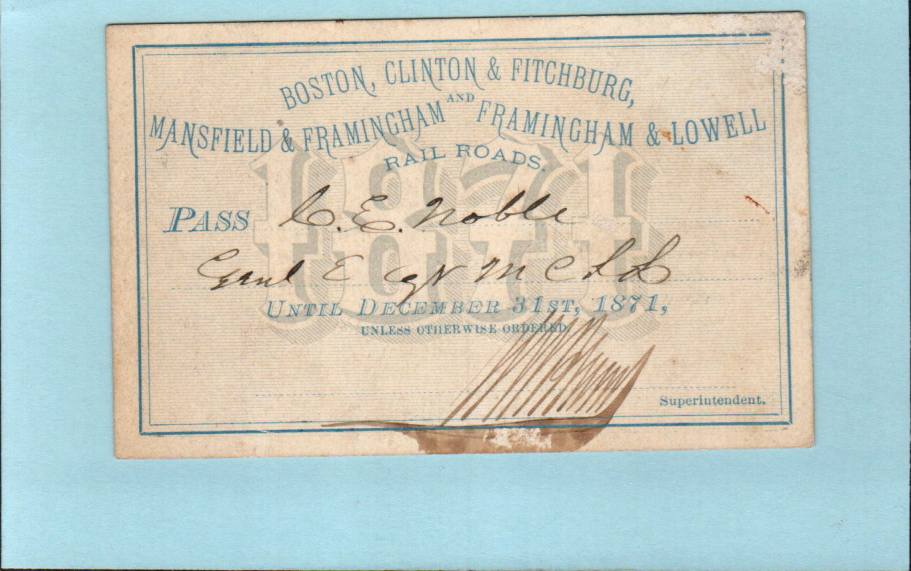 BOSTON, CLINTON & FITCHBURG,
AND
MANSFIELD & FRAMINGHAM FRAMINGHAM & LOWELL
RAIL ROADS.
1871
PASS C. E. Noble
Genl E
UNTIL DECEMBER 31ST, 1871,
UNLESS OTHERWISE ORDERED
Superintendent.